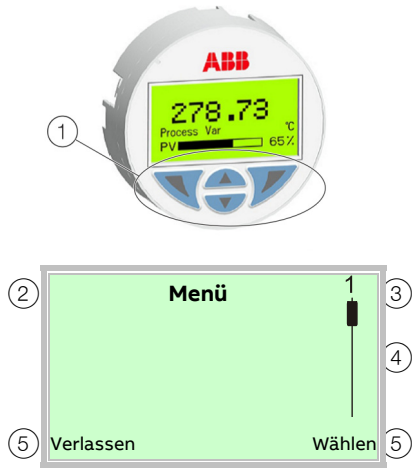 ABB
278.73
Process Var °C
PV 65%
1
2 Menü 1 3
4
5 Verlassen Wählen 5